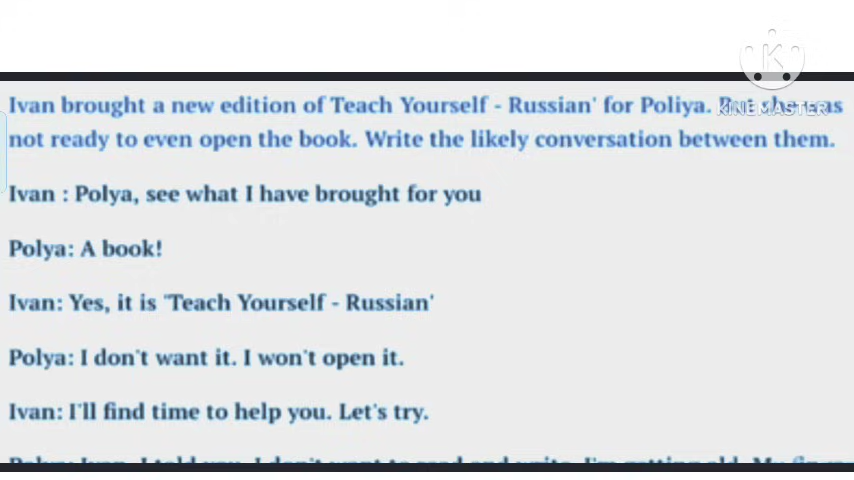 KINEMASTER
Ivan brought a new edition of Teach Yourself - Russian' for Poliya. as
not ready to even open the book. Write the likely conversation between them.
Ivan : Polya, see what I have brought for you
Polya: A book!
Ivan: Yes, it is 'Teach Yourself - Russian'
Polya: I don't want it. I won't open it.
Ivan: I'll find time to help you. Let's try.